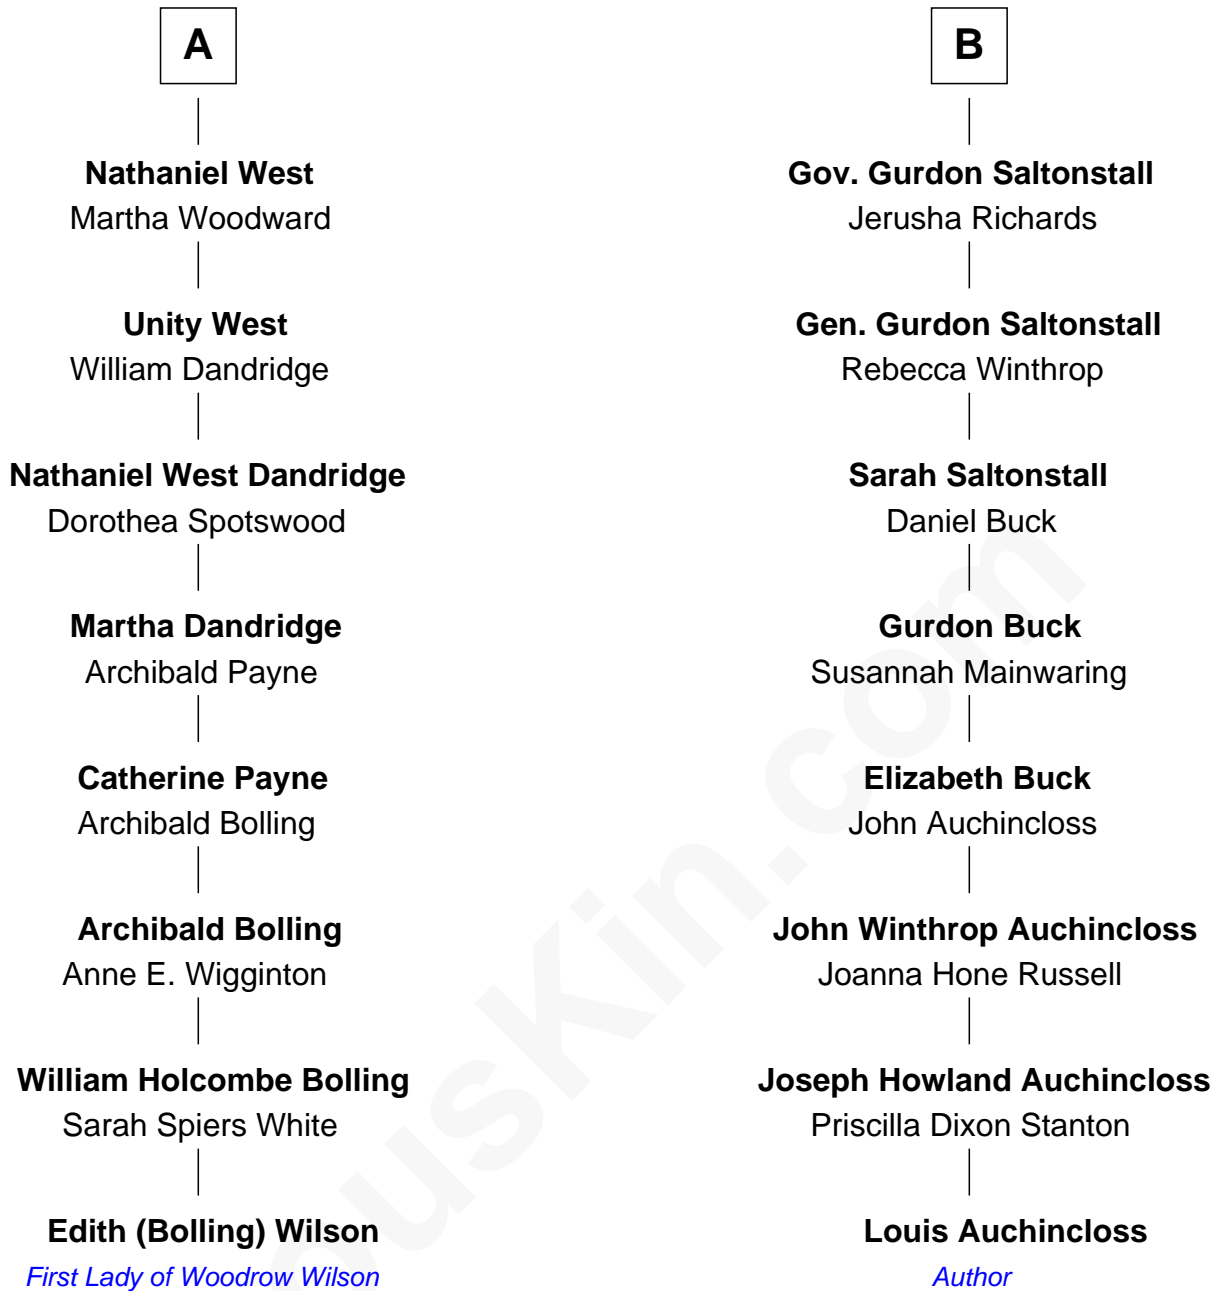 A
Nathaniel West
Martha Woodward
Unity West
William Dandridge
Nathaniel West Dandridge
Dorothea Spotswood
Martha Dandridge
Archibald Payne
Catherine Payne
Archibald Bolling
Archibald Bolling
Anne E. Wigginton
William Holcombe Bolling
Sarah Spiers White
Edith (Bolling) Wilson
First Lady of Woodrow Wilson
B
Gov. Gurdon Saltonstall
Jerusha Richards
Gen. Gurdon Saltonstall
Rebecca Winthrop
Sarah Saltonstall
Daniel Buck
Gurdon Buck
Susannah Mainwaring
Elizabeth Buck
John Auchincloss
John Winthrop Auchincloss
Joanna Hone Russell
Joseph Howland Auchincloss
Priscilla Dixon Stanton
Louis Auchincloss
Author
ousKin.com